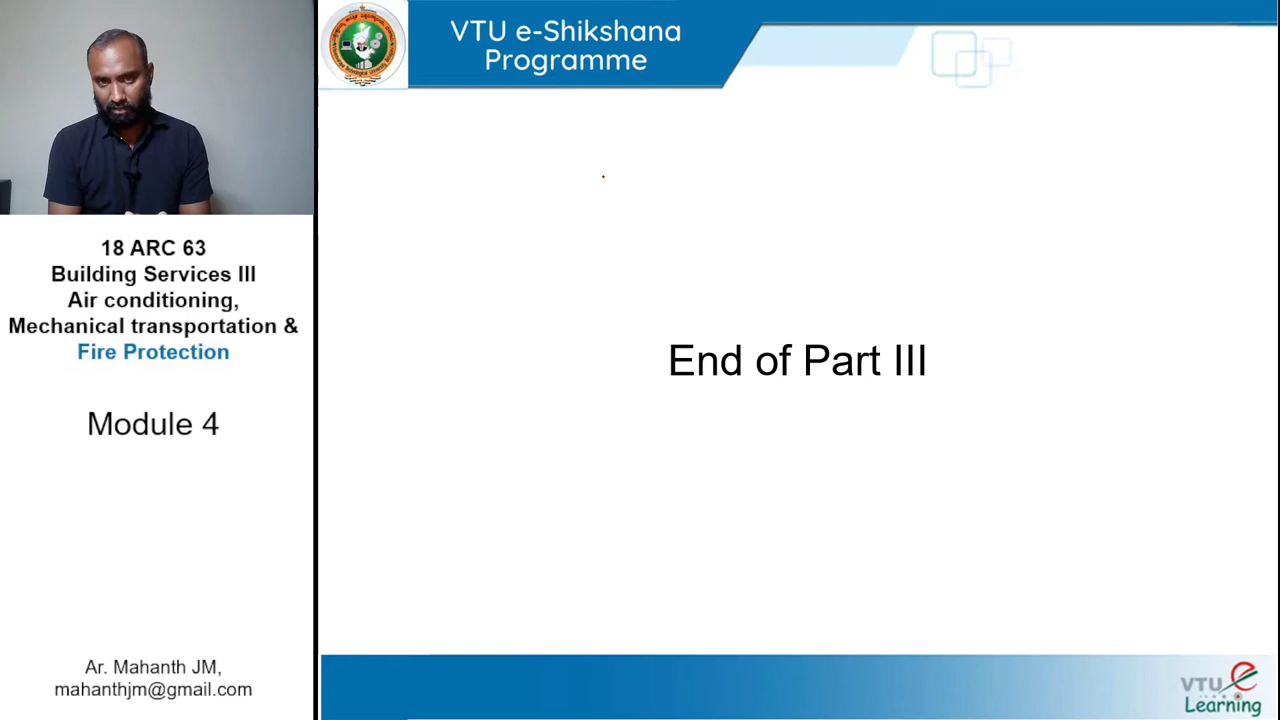 VTU e-Shikshana
Programme
18 ARC 63
Building Services III
Air conditioning,
Mechanical transportation &
Fire Protection
Module 4
End of Part III
Ar. Mahanth JM,
mahanthjm@gmail.com
VTU e
Learning